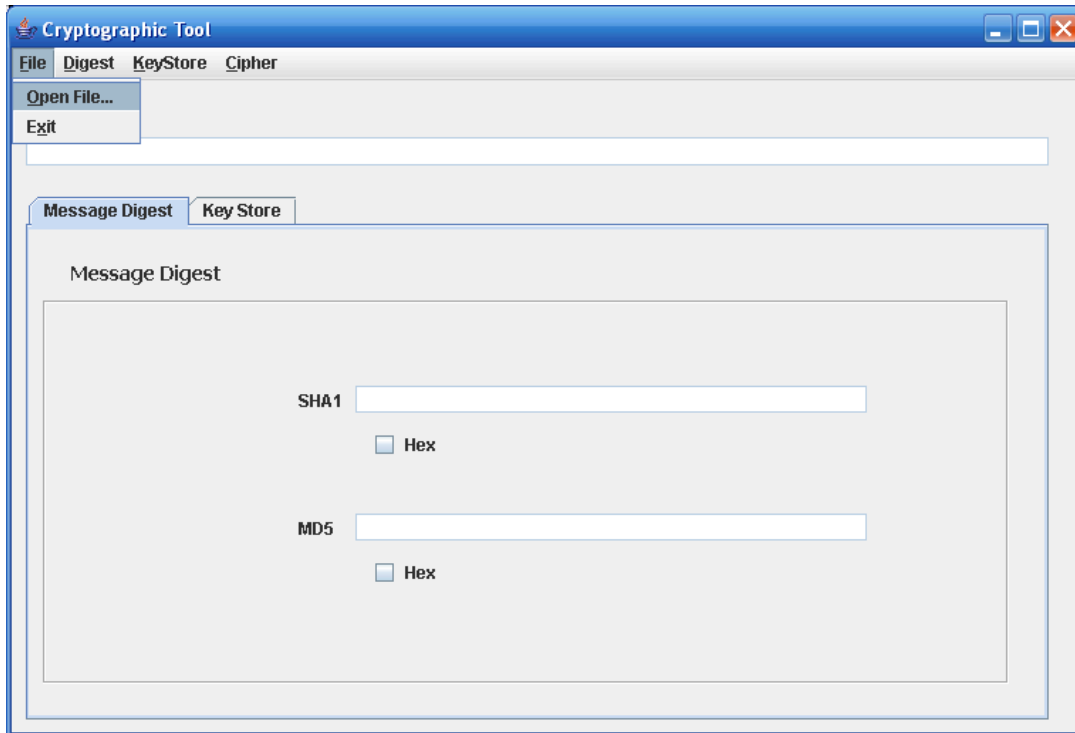 Cryptographic Tool
File Digest KeyStore Cipher
Open File...
Exit
Message Digest Key Store
Message Digest
SHA1
Hex
MD5
Hex